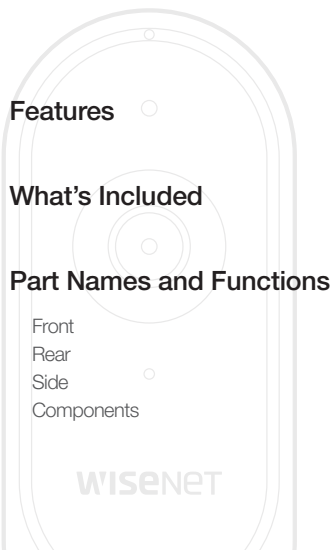 Features
What's Included
Part Names and Functions
Front
Rear
Side
Components
WISENET